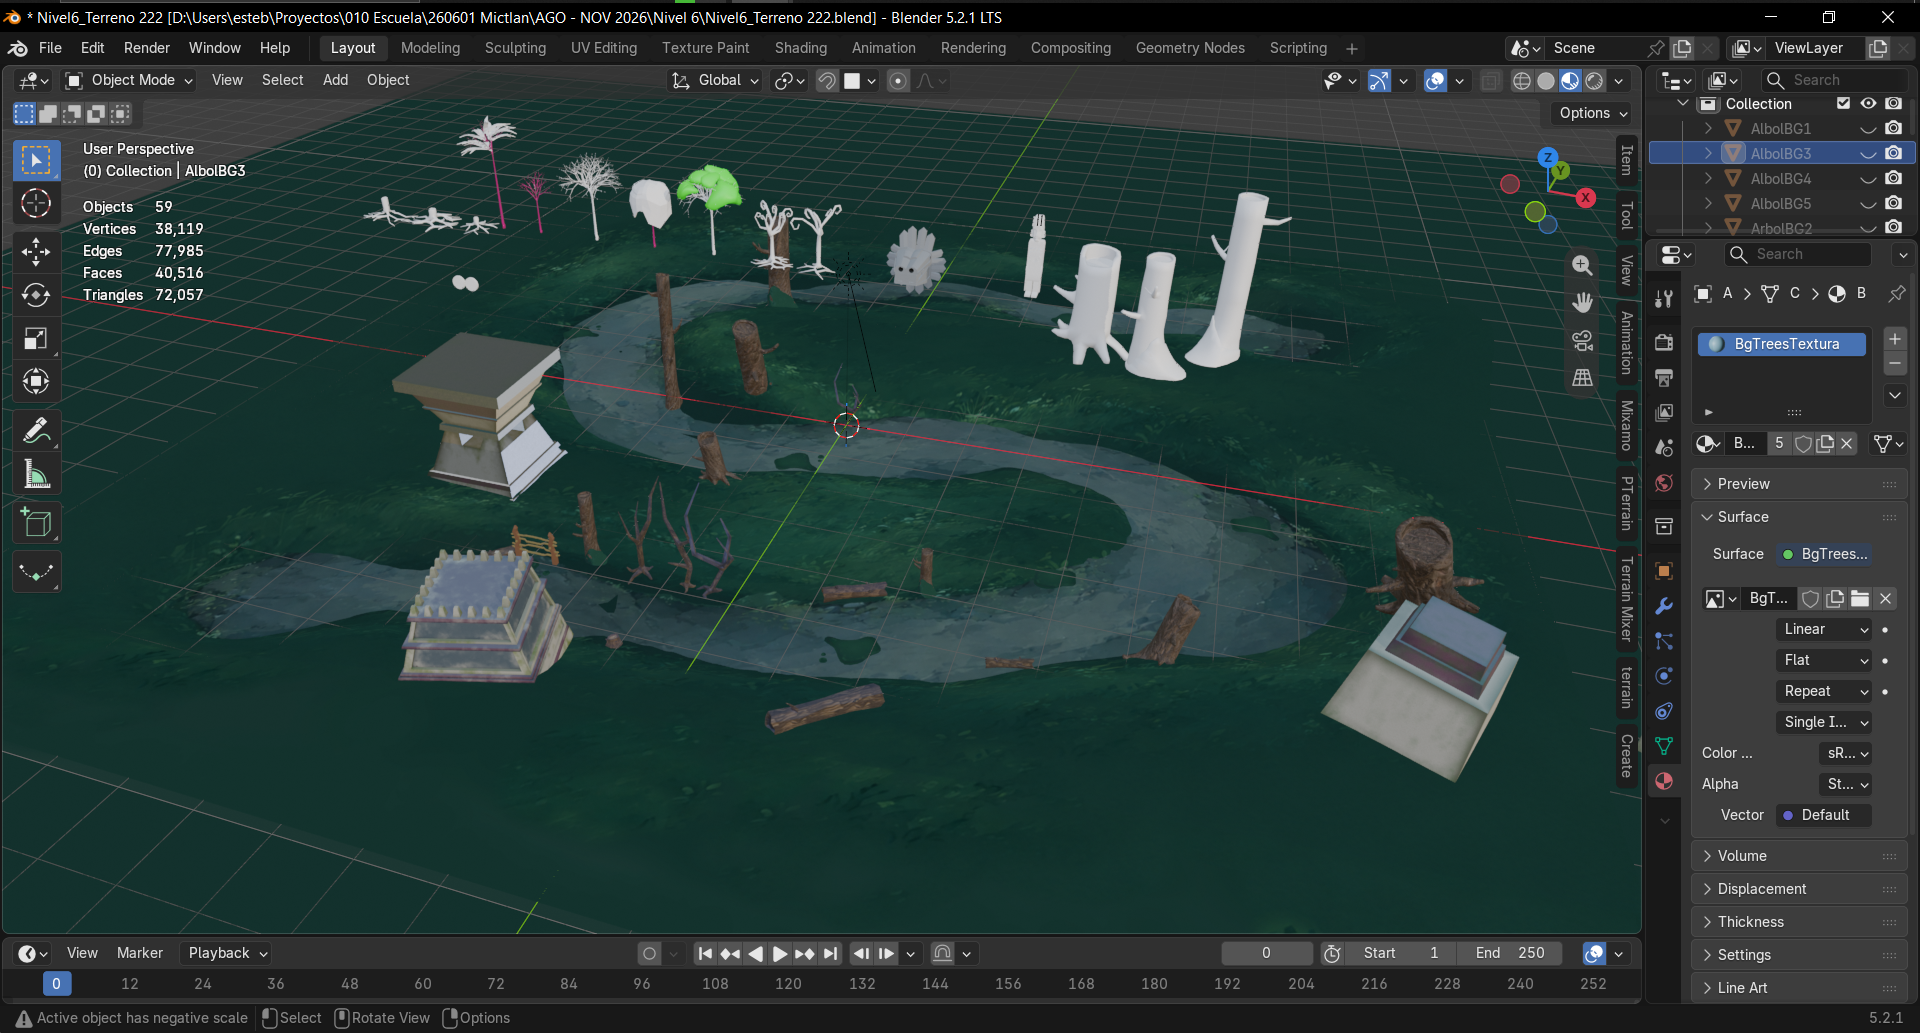 * Nivel6_Terreno 222 [D:\Users\esteb\Proyectos\010 Escuela\260601 Mictlan\AGO - NOV 2026\Nivel 6\Nivel6_Terreno 222.blend] - Blender 5.2.1 LTS
File Edit Render Window Help Layout Modeling Sculpting UV Editing Texture Paint Shading Animation Rendering Compositing Geometry Nodes Scripting + Scene ViewLayer
Object Mode View Select Add Object Global Search
Options
Collection
AlbolBG1
AlbolBG3
AlbolBG4
AlbolBG5
ArbolBG2
User Perspective
(0) Collection | AlbolBG3
Objects 59
Vertices 38,119
Edges 77,985
Faces 40,516
Triangles 72,057
Z
Y
X
Item
Tool
View
Animation
Mixamo
PTerrain
Terrain Mixer
terrain
Create
Search
A > C > B
BgTreesTextura
B... 5
Preview
Surface
Surface BgTrees...
BgT...
Linear
Flat
Repeat
Single I...
Color ... sR...
Alpha St...
Vector Default
Volume
Displacement
Thickness
Settings
Line Art
View Marker Playback 0 Start 1 End 250
0 12 24 36 48 60 72 84 96 108 120 132 144 156 168 180 192 204 216 228 240 252
Active object has negative scale Select Rotate View Options 5.2.1